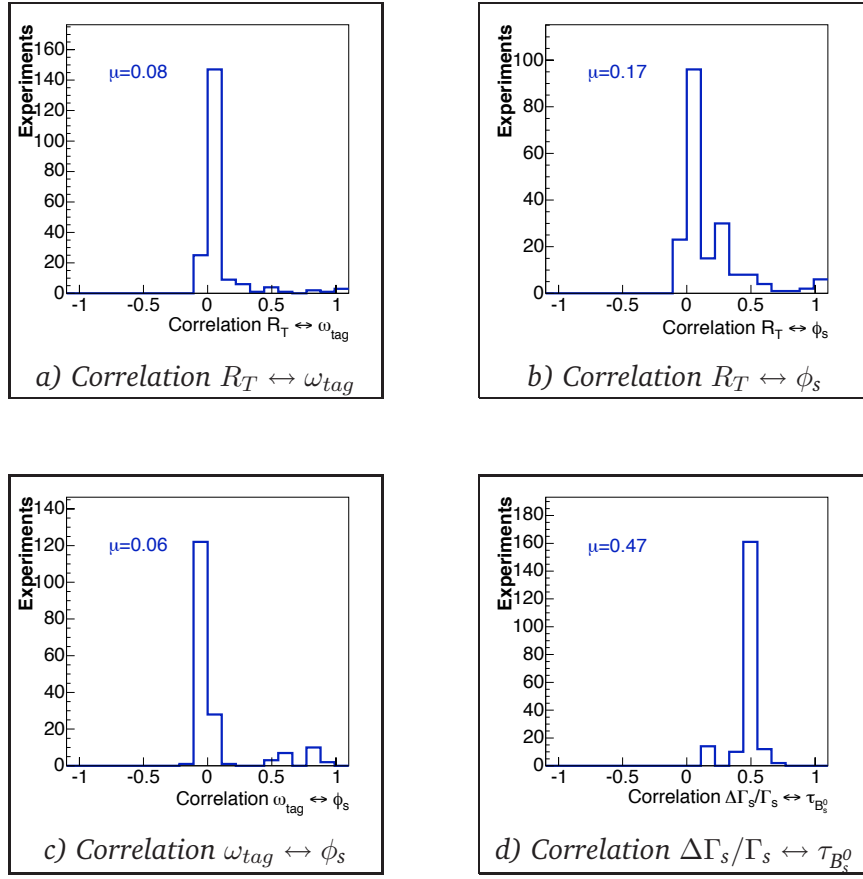 Experiments
160
140
120
100
80
60
40
20
0
μ=0.08
-1 -0.5 0 0.5 1
Correlation R_T ↔ ω_tag
a) Correlation R_T ↔ ω_tag
Experiments
100
80
60
40
20
0
μ=0.17
-1 -0.5 0 0.5 1
Correlation R_T ↔ ϕ_s
b) Correlation R_T ↔ ϕ_s
Experiments
140
120
100
80
60
40
20
0
μ=0.06
-1 -0.5 0 0.5 1
Correlation ω_tag ↔ ϕ_s
c) Correlation ω_tag ↔ ϕ_s
Experiments
180
160
140
120
100
80
60
40
20
0
μ=0.47
-1 -0.5 0 0.5 1
Correlation ΔΓ_s/Γ_s ↔ τ_{B_s^0}
d) Correlation ΔΓ_s/Γ_s ↔ τ_{B_s^0}